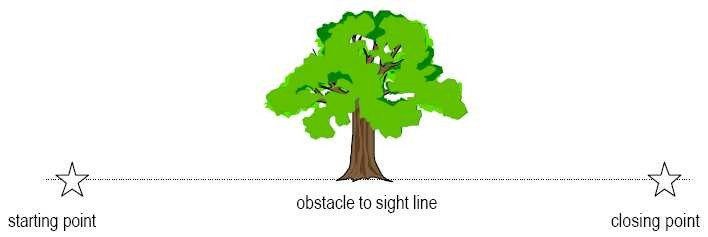 obstacle to sight line
starting point
closing point